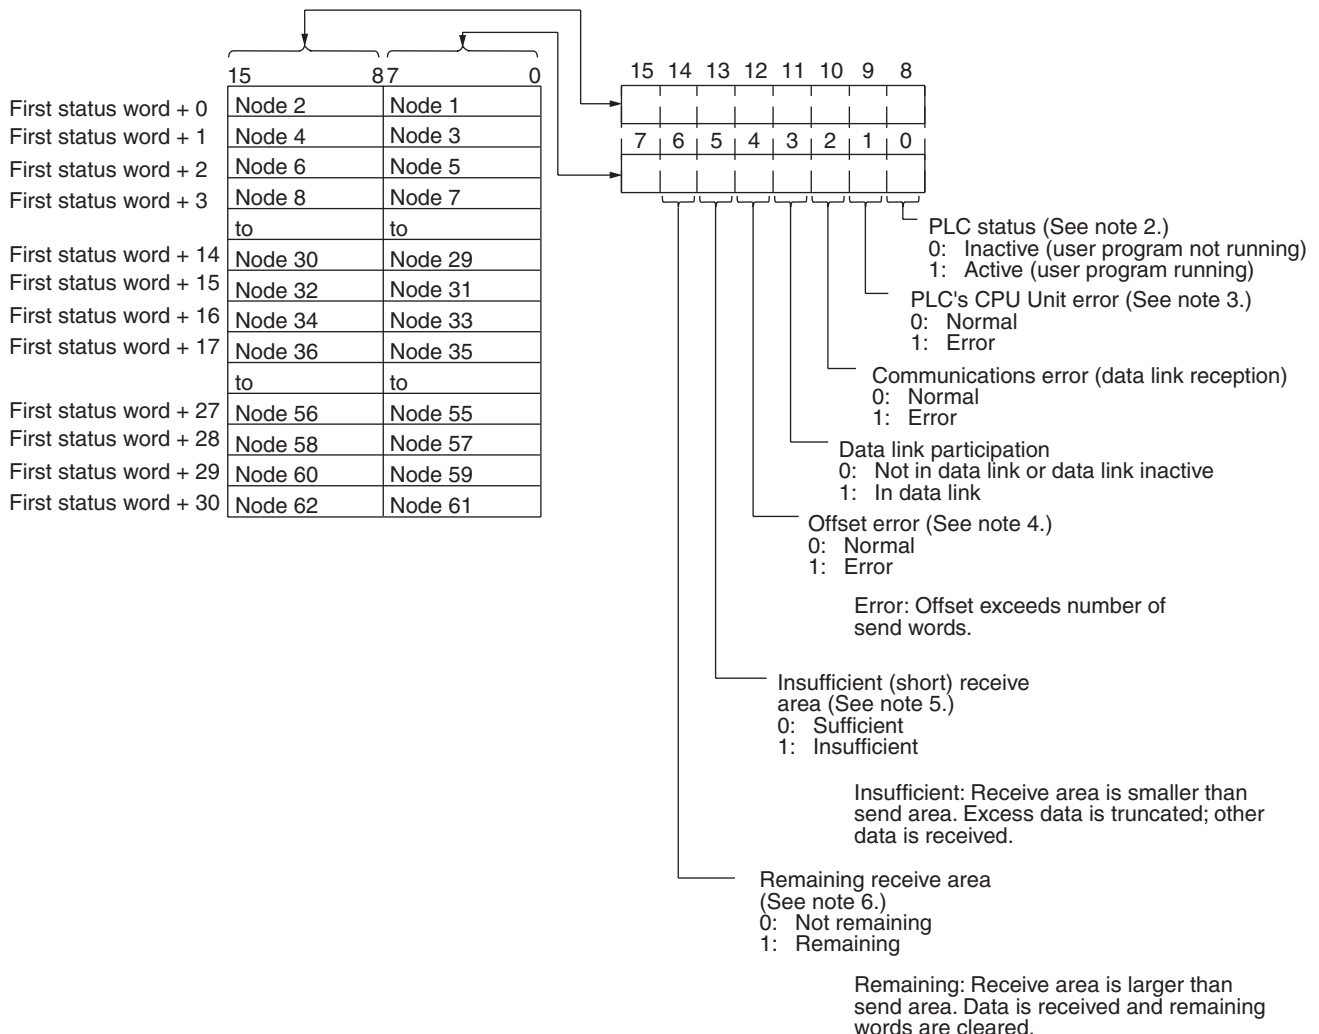 15 8 7 0
First status word + 0 Node 2 Node 1
First status word + 1 Node 4 Node 3
First status word + 2 Node 6 Node 5
First status word + 3 Node 8 Node 7
to to
First status word + 14 Node 30 Node 29
First status word + 15 Node 32 Node 31
First status word + 16 Node 34 Node 33
First status word + 17 Node 36 Node 35
to to
First status word + 27 Node 56 Node 55
First status word + 28 Node 58 Node 57
First status word + 29 Node 60 Node 59
First status word + 30 Node 62 Node 61
15 14 13 12 11 10 9 8
7 6 5 4 3 2 1 0
PLC status (See note 2.)
0: Inactive (user program not running)
1: Active (user program running)
PLC's CPU Unit error (See note 3.)
0: Normal
1: Error
Communications error (data link reception)
0: Normal
1: Error
Data link participation
0: Not in data link or data link inactive
1: In data link
Offset error (See note 4.)
0: Normal
1: Error
Error: Offset exceeds number of
send words.
Insufficient (short) receive
area (See note 5.)
0: Sufficient
1: Insufficient
Insufficient: Receive area is smaller than
send area. Excess data is truncated; other
data is received.
Remaining receive area
(See note 6.)
0: Not remaining
1: Remaining
Remaining: Receive area is larger than
send area. Data is received and remaining
words are cleared.